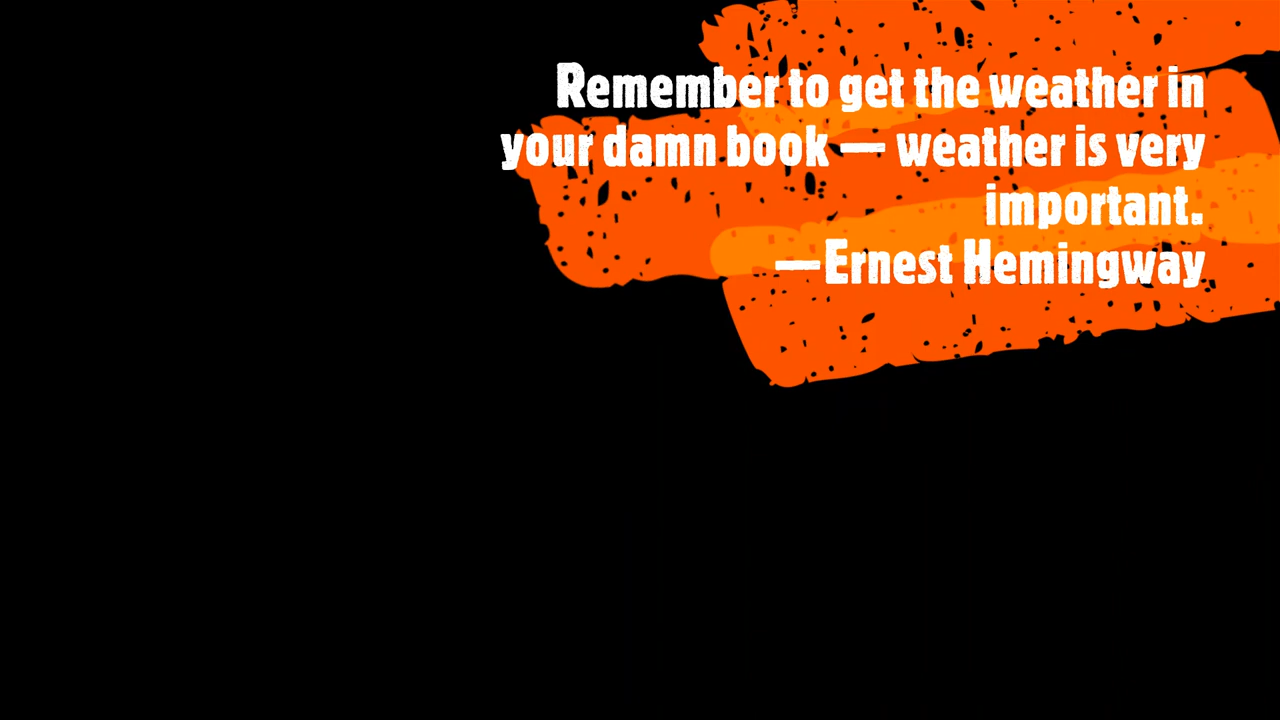 Remember to get the weather in
your damn book — weather is very
important.
—Ernest Hemingway